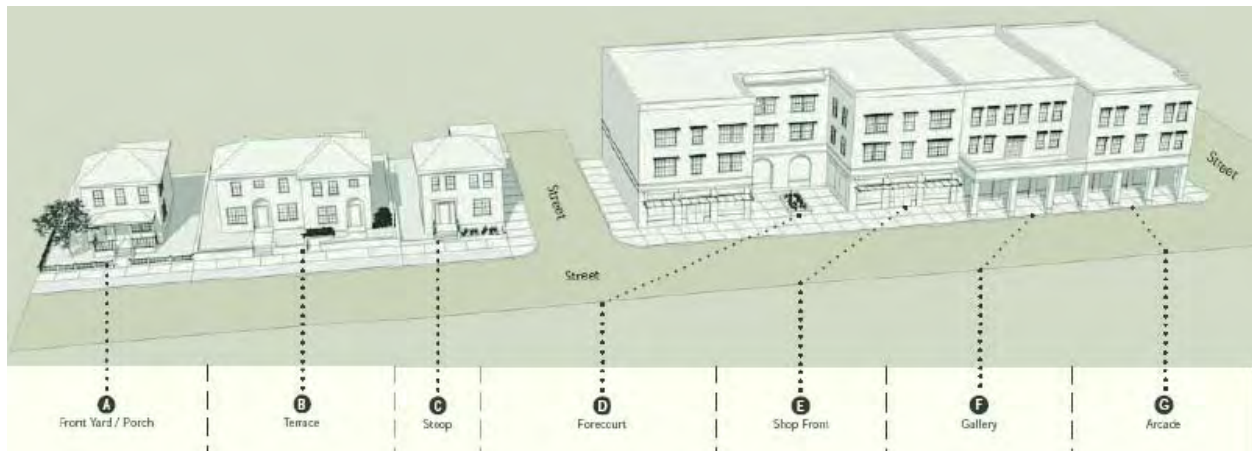 Street
Street
Street
A
Front Yard / Porch
B
Terrace
C
Stoop
D
Forecourt
E
Shop Front
F
Gallery
G
Arcade